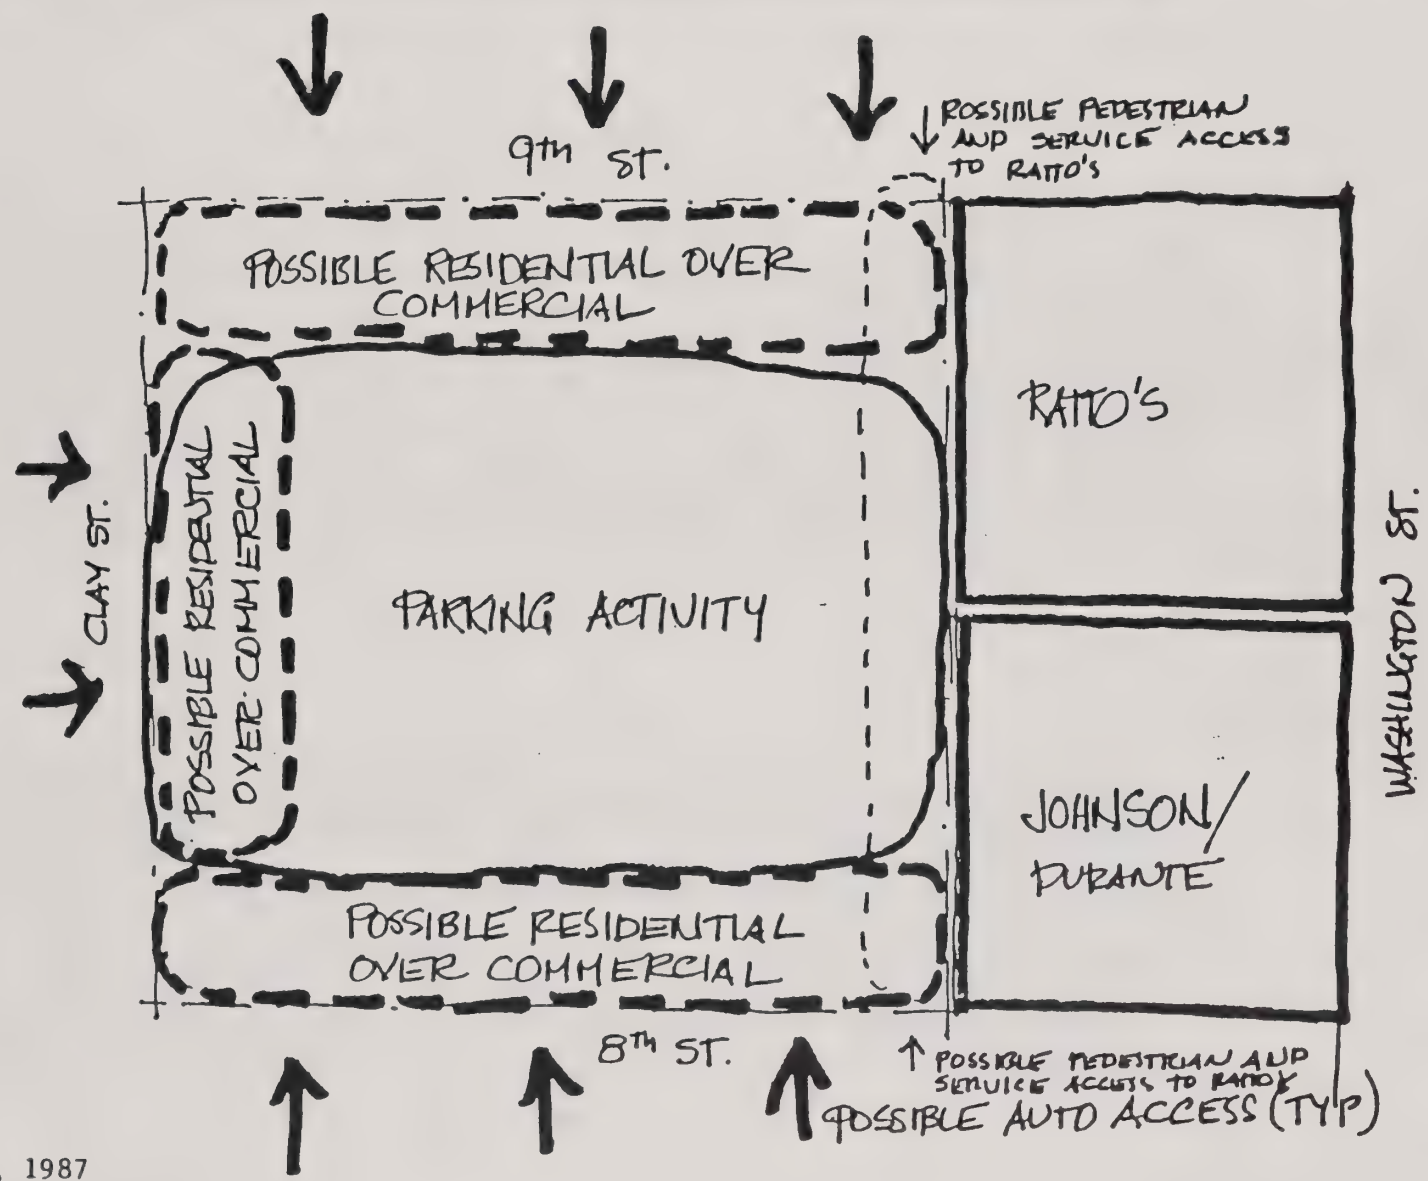 9th ST.
POSSIBLE PEDESTRIAN
AND SERVICE ACCESS
TO RATTO'S
POSSIBLE RESIDENTIAL OVER
COMMERCIAL
RATTO'S
CLAY ST.
POSSIBLE RESIDENTIAL
OVER COMMERCIAL
PARKING ACTIVITY
WASHINGTON ST.
JOHNSON/
DURANTE
POSSIBLE RESIDENTIAL
OVER COMMERCIAL
8th ST.
POSSIBLE PEDESTRIAN AND
SERVICE ACCESS TO RATTO'S
POSSIBLE AUTO ACCESS (TYP)
1987